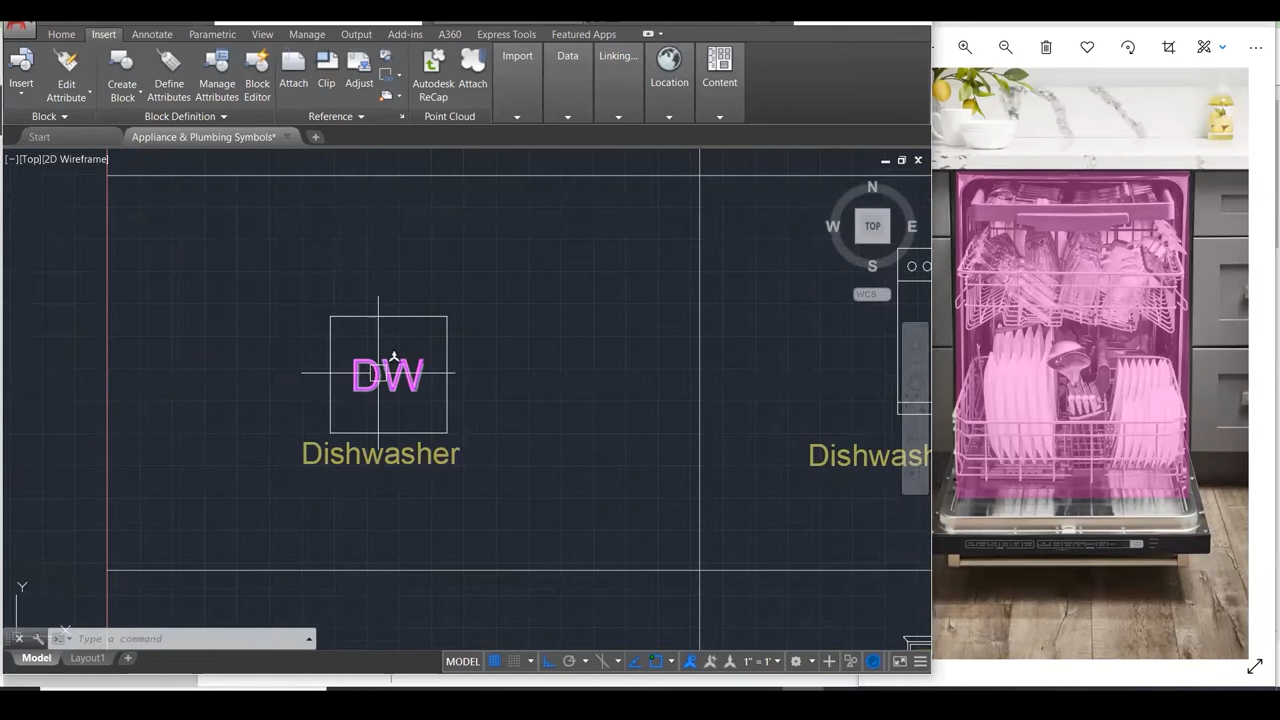 Home Insert Annotate Parametric View Manage Output Add-ins A360 Express Tools Featured Apps
Insert
Edit Attribute
Create Block
Define Attributes
Manage Attributes
Block Editor
Attach
Clip
Adjust
Autodesk ReCap
Attach
Import
Data
Linking...
Location
Content
Block
Block Definition
Reference
Point Cloud
Start
Appliance & Plumbing Symbols*
[−][Top][2D Wireframe]
N
W TOP E
S
WCS
DW
Dishwasher
Dishwash
Y
Type a command
Model Layout1
MODEL
1" = 1'